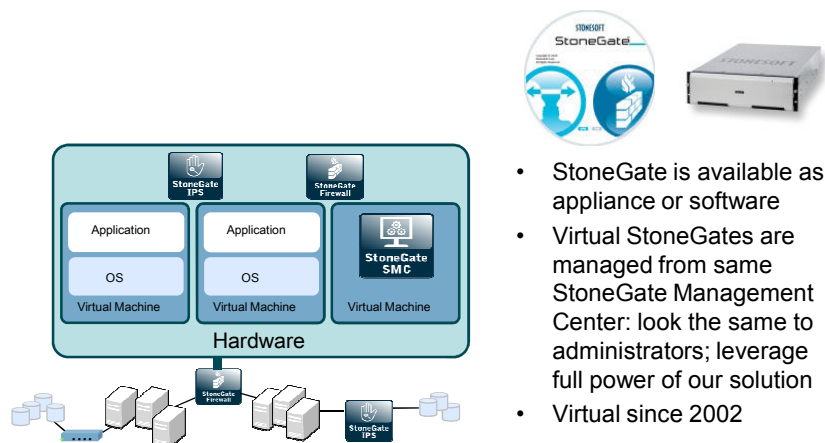 STONESOFT
StoneGate
STONESOFT
StoneGate
IPS
StoneGate
Firewall
Application
Application
OS
OS
StoneGate
SMC
Virtual Machine
Virtual Machine
Virtual Machine
Hardware
StoneGate
Firewall
StoneGate
IPS
• StoneGate is available as
appliance or software
• Virtual StoneGates are
managed from same
StoneGate Management
Center: look the same to
administrators; leverage
full power of our solution
• Virtual since 2002